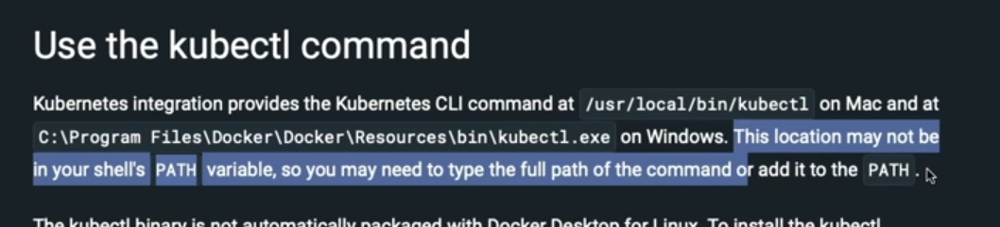 Use the kubectl command
Kubernetes integration provides the Kubernetes CLI command at /usr/local/bin/kubectl on Mac and at
C:\Program Files\Docker\Docker\Resources\bin\kubectl.exe on Windows. This location may not be
in your shell's PATH variable, so you may need to type the full path of the command or add it to the PATH.
The kubectl binary is not automatically packaged with Docker Desktop for Linux. To install the kubectl